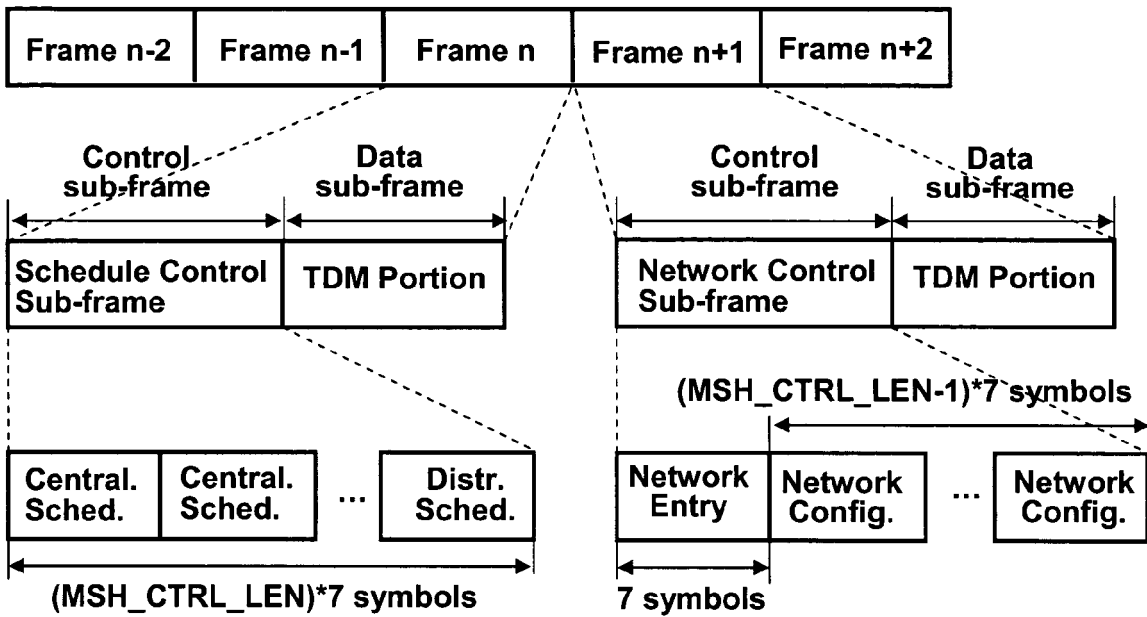 Frame n-2 Frame n-1 Frame n Frame n+1 Frame n+2
Control sub-frame
Data sub-frame
Control sub-frame
Data sub-frame
Schedule Control
Sub-frame
TDM Portion
Network Control
Sub-frame
TDM Portion
(MSH_CTRL_LEN-1)*7 symbols
Central.
Sched.
Central.
Sched.
...
Distr.
Sched.
Network
Entry
Network
Config.
...
Network
Config.
(MSH_CTRL_LEN)*7 symbols
7 symbols